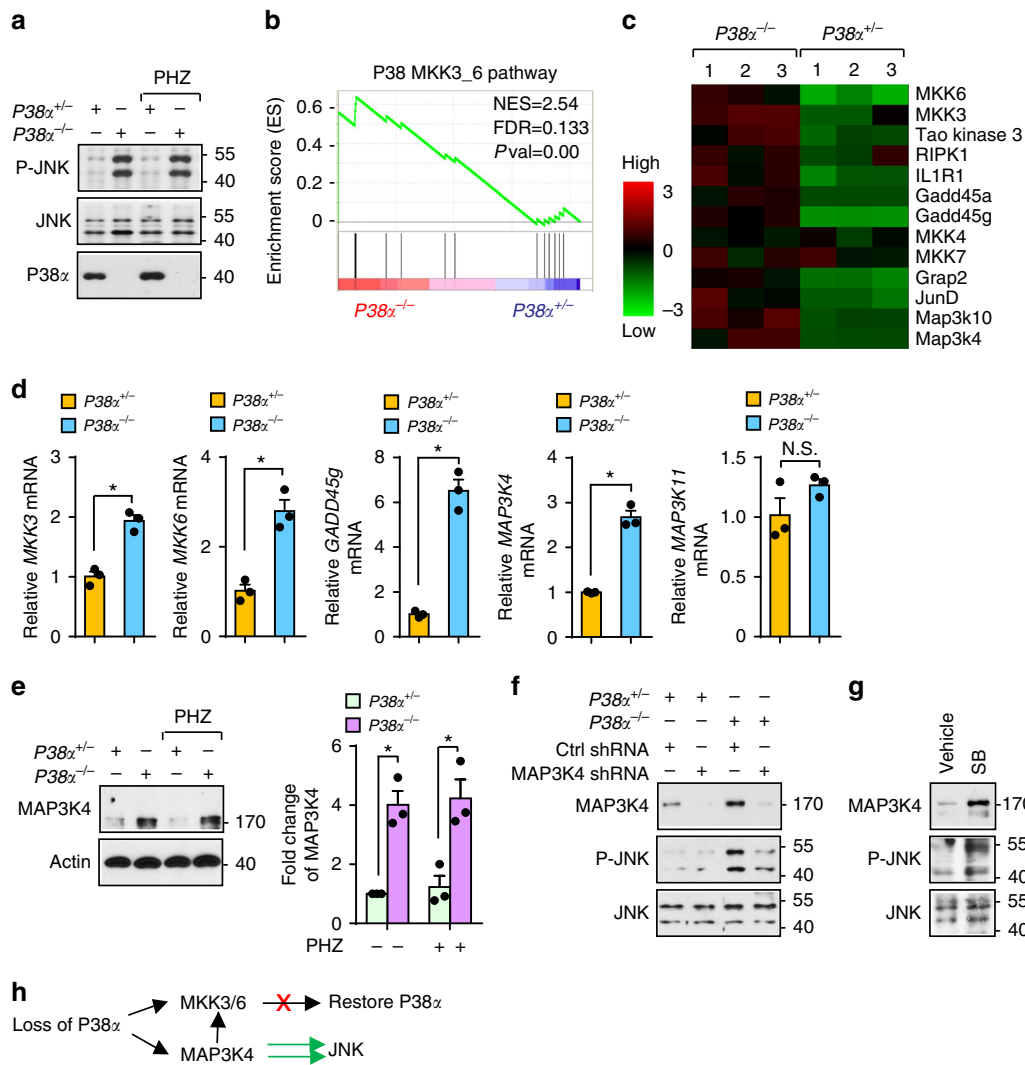 a
PHZ
P38α+/− + − + −
P38α−/− − + − +
P-JNK
55
40
JNK
55
40
P38α
40
b
P38 MKK3_6 pathway
Enrichment score (ES)
0.6
0.4
0.2
0
NES=2.54
FDR=0.133
Pval=0.00
P38α−/−
P38α+/−
c
P38α−/− P38α+/−
1 2 3 1 2 3
High
3
0
−3
Low
MKK6
MKK3
Tao kinase 3
RIPK1
IL1R1
Gadd45a
Gadd45g
MKK4
MKK7
Grap2
JunD
Map3k10
Map3k4
d
P38α+/−
P38α−/−
Relative MKK3 mRNA
3
2
1
0
*
P38α+/−
P38α−/−
Relative MKK6 mRNA
4
2
0
*
P38α+/−
P38α−/−
Relative GADD45g
mRNA
8
6
4
2
0
*
P38α+/−
P38α−/−
Relative MAP3K4
mRNA
4
3
2
1
0
*
P38α+/−
P38α−/−
Relative MAP3K11
mRNA
1.5
1.0
0.5
0
N.S.
e
PHZ
P38α+/− + − + −
P38α−/− − + − +
MAP3K4
170
Actin
40
P38α+/−
P38α−/−
Fold change
of MAP3K4
6
4
2
0
* *
PHZ − − + +
f
P38α+/− + + − −
P38α−/− − − + +
Ctrl shRNA + − + −
MAP3K4 shRNA − + − +
MAP3K4
170
P-JNK
55
40
JNK
55
40
g
Vehicle
SB
MAP3K4
170
P-JNK
55
40
JNK
55
40
h
Loss of P38α
MKK3/6
X
Restore P38α
MAP3K4
JNK